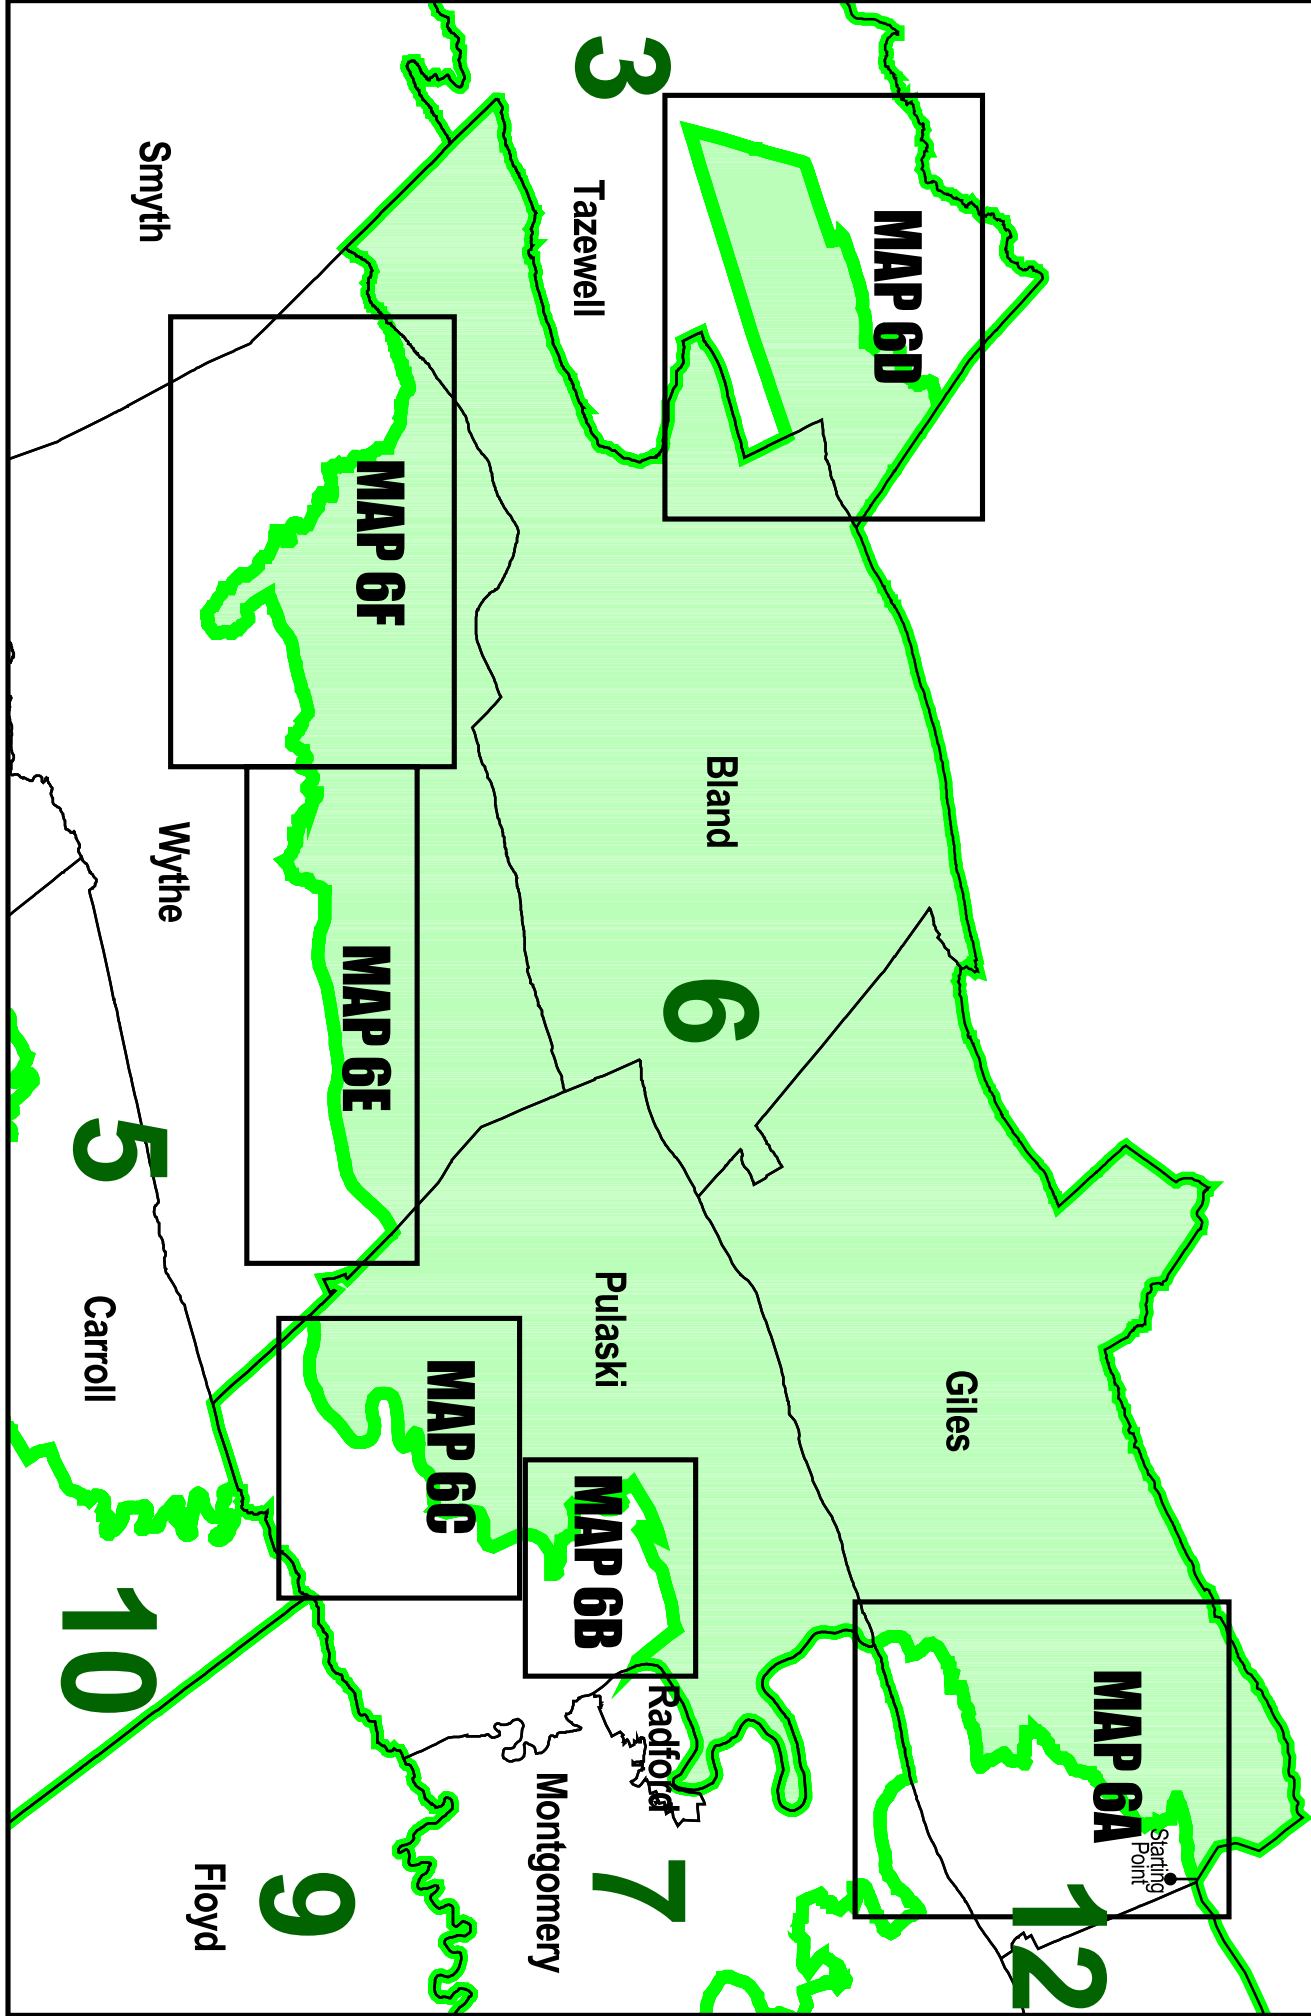 12
Starting
Point
MAP 6A
Giles
MAP 6D
Bland
6
3
Tazewell
Pulaski
7
Radford
MAP 6B
Montgomery
MAP 6C
MAP 6F
MAP 6E
9
Floyd
Smyth
Wythe
5
Carroll
10